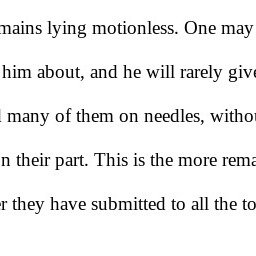 mains lying motionless. One may
him about, and he will rarely give
many of them on needles, withou
n their part. This is the more rema
r they have submitted to all the to